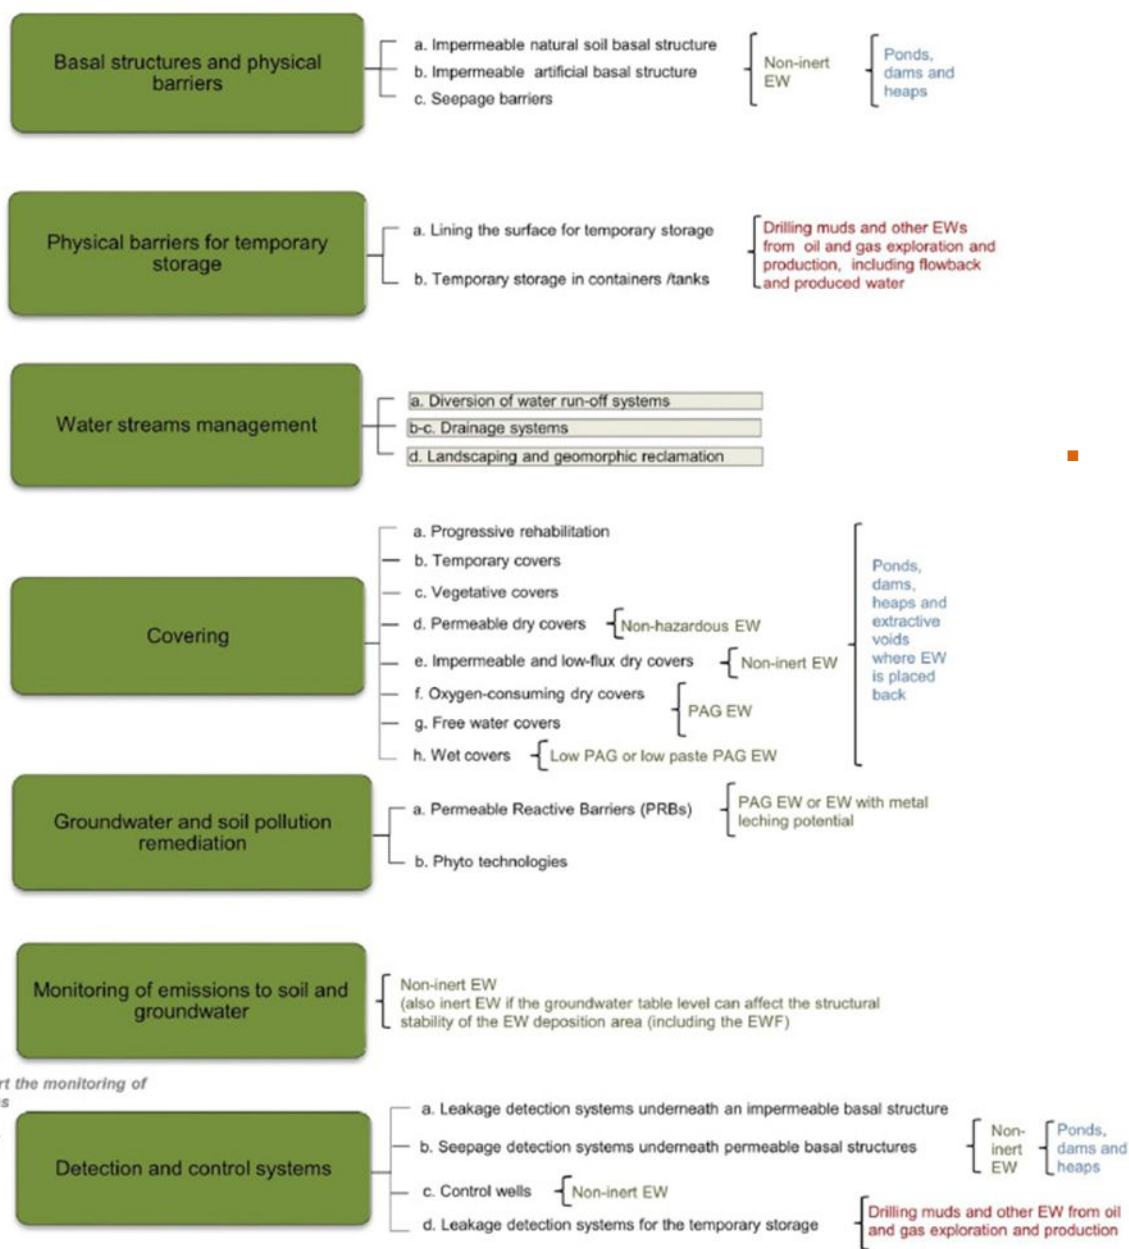 Basal structures and physical
barriers
a. Impermeable natural soil basal structure
b. Impermeable artificial basal structure
c. Seepage barriers
Non-inert
EW
Ponds,
dams and
heaps
Physical barriers for temporary
storage
a. Lining the surface for temporary storage
b. Temporary storage in containers /tanks
Drilling muds and other EWs
from oil and gas exploration and
production, including flowback
and produced water
Water streams management
a. Diversion of water run-off systems
b-c. Drainage systems
d. Landscaping and geomorphic reclamation
Covering
a. Progressive rehabilitation
b. Temporary covers
c. Vegetative covers
d. Permeable dry covers
Non-hazardous EW
e. Impermeable and low-flux dry covers
Non-inert EW
f. Oxygen-consuming dry covers
g. Free water covers
PAG EW
h. Wet covers
Low PAG or low paste PAG EW
Ponds,
dams,
heaps and
extractive
voids
where EW
is placed
back
Groundwater and soil pollution
remediation
a. Permeable Reactive Barriers (PRBs)
PAG EW or EW with metal
leching potential
b. Phyto technologies
Monitoring of emissions to soil and
groundwater
Non-inert EW
(also inert EW if the groundwater table level can affect the structural
stability of the EW deposition area (including the EWF)
the monitoring of
Detection and control systems
a. Leakage detection systems underneath an impermeable basal structure
b. Seepage detection systems underneath permeable basal structures
Non-
inert
EW
Ponds,
dams and
heaps
c. Control wells
Non-inert EW
d. Leakage detection systems for the temporary storage
Drilling muds and other EW from oil
and gas exploration and production